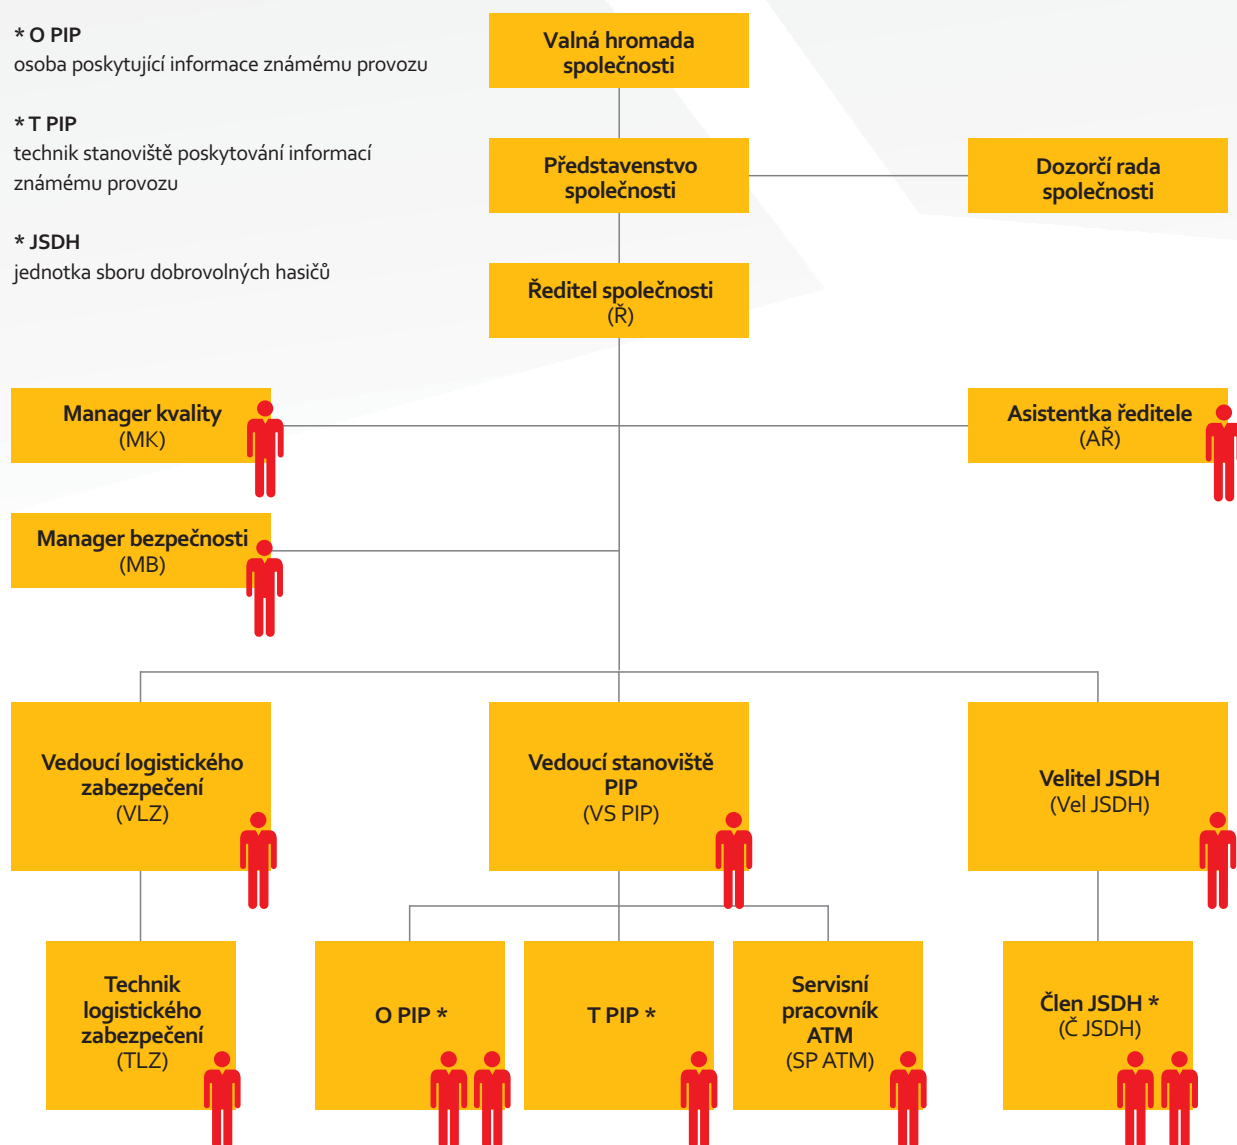 * O PIP
osoba poskytující informace známému provozu
* T PIP
technik stanoviště poskytování informací
známému provozu
* JSDH
jednotka sboru dobrovolných hasičů
Valná hromada
společnosti
Představenstvo
společnosti
Dozorčí rada
společnosti
Ředitel společnosti
(Ř)
Manager kvality
(MK)
Asistentka ředitele
(AŘ)
Manager bezpečnosti
(MB)
Vedoucí logistického
zabezpečení
(VLZ)
Vedoucí stanoviště
PIP
(VS PIP)
Velitel JSDH
(Vel JSDH)
Technik
logistického
zabezpečení
(TLZ)
O PIP *
T PIP *
Servisní
pracovník
ATM
(SP ATM)
Člen JSDH *
(Č JSDH)